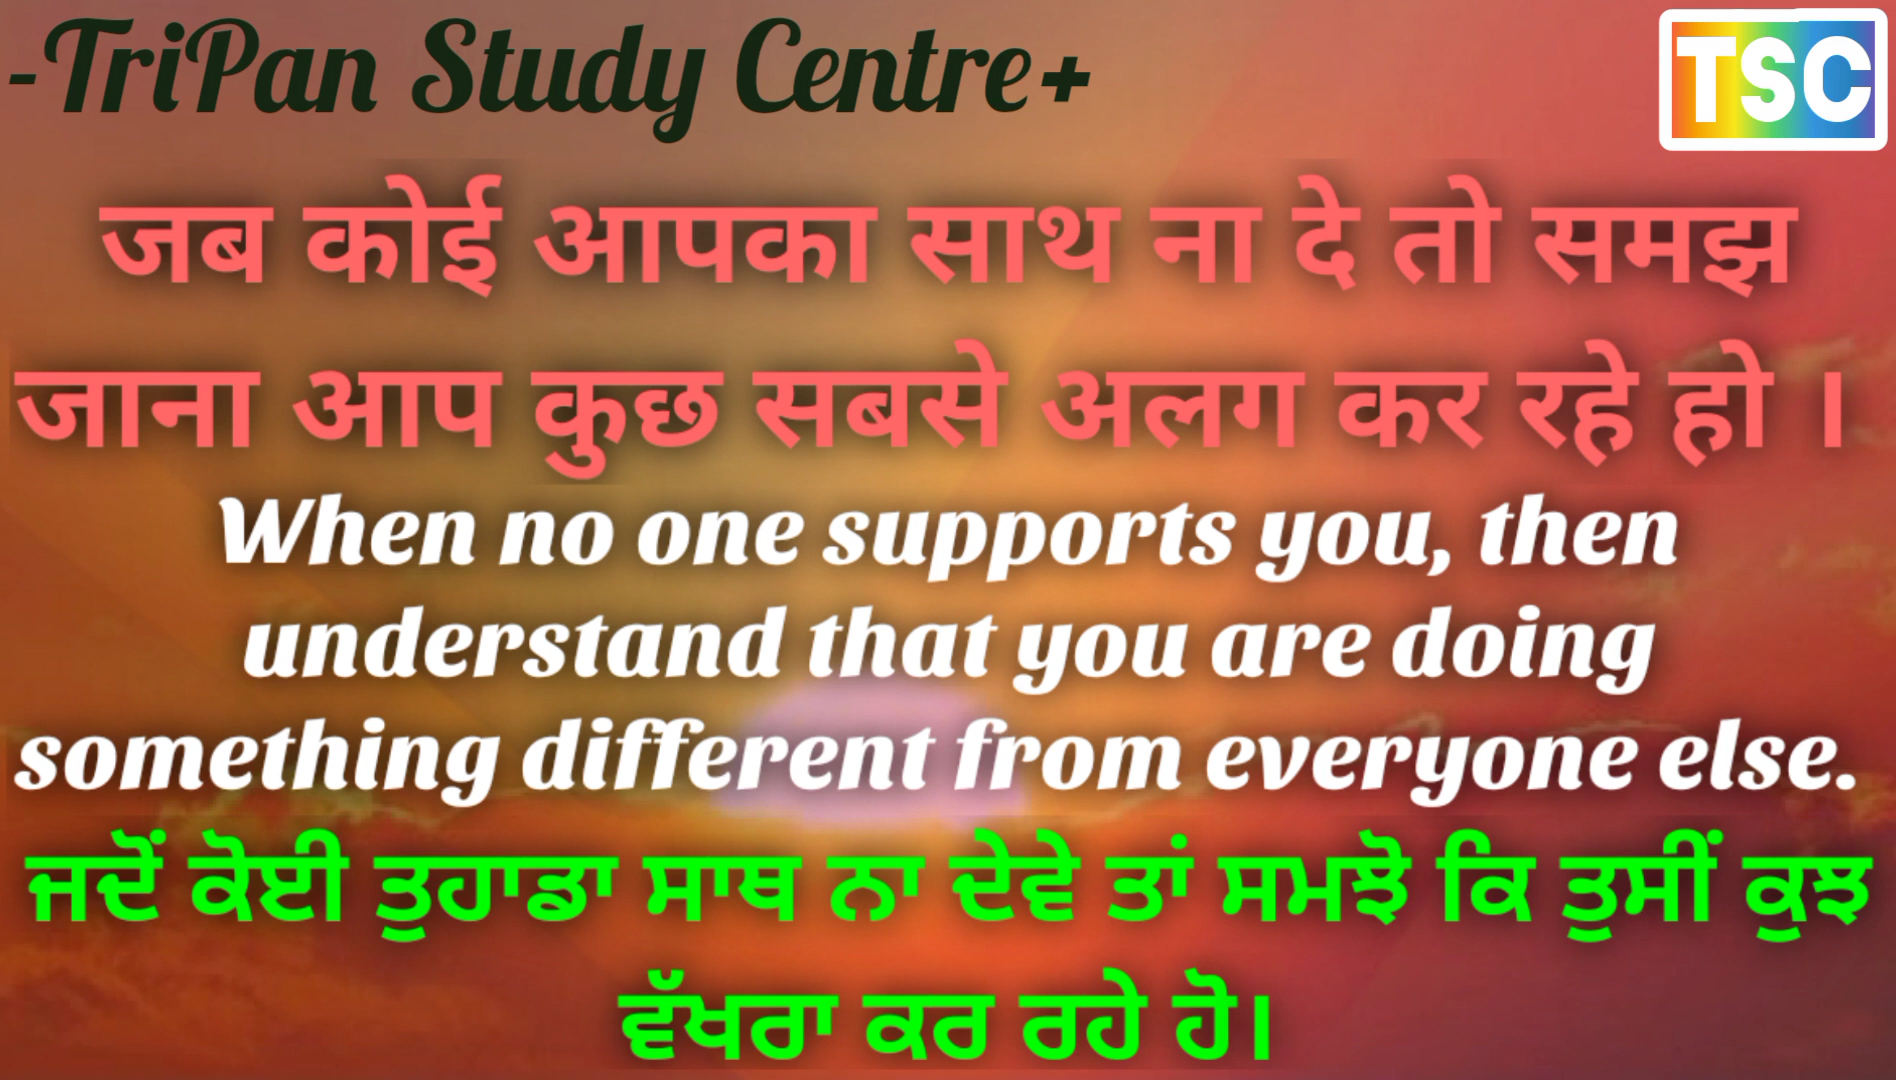 -TriPan Study Centre+
TSC
जब कोई आपका साथ ना दे तो समझ
जाना आप कुछ सबसे अलग कर रहे हो ।
When no one supports you, then
understand that you are doing
something different from everyone else.
ਜਦੋਂ ਕੋਈ ਤੁਹਾਡਾ ਸਾਥ ਨਾ ਦੇਵੇ ਤਾਂ ਸਮਝੋ ਕਿ ਤੁਸੀਂ ਕੁਝ
ਵੱਖਰਾ ਕਰ ਰਹੇ ਹੋ।